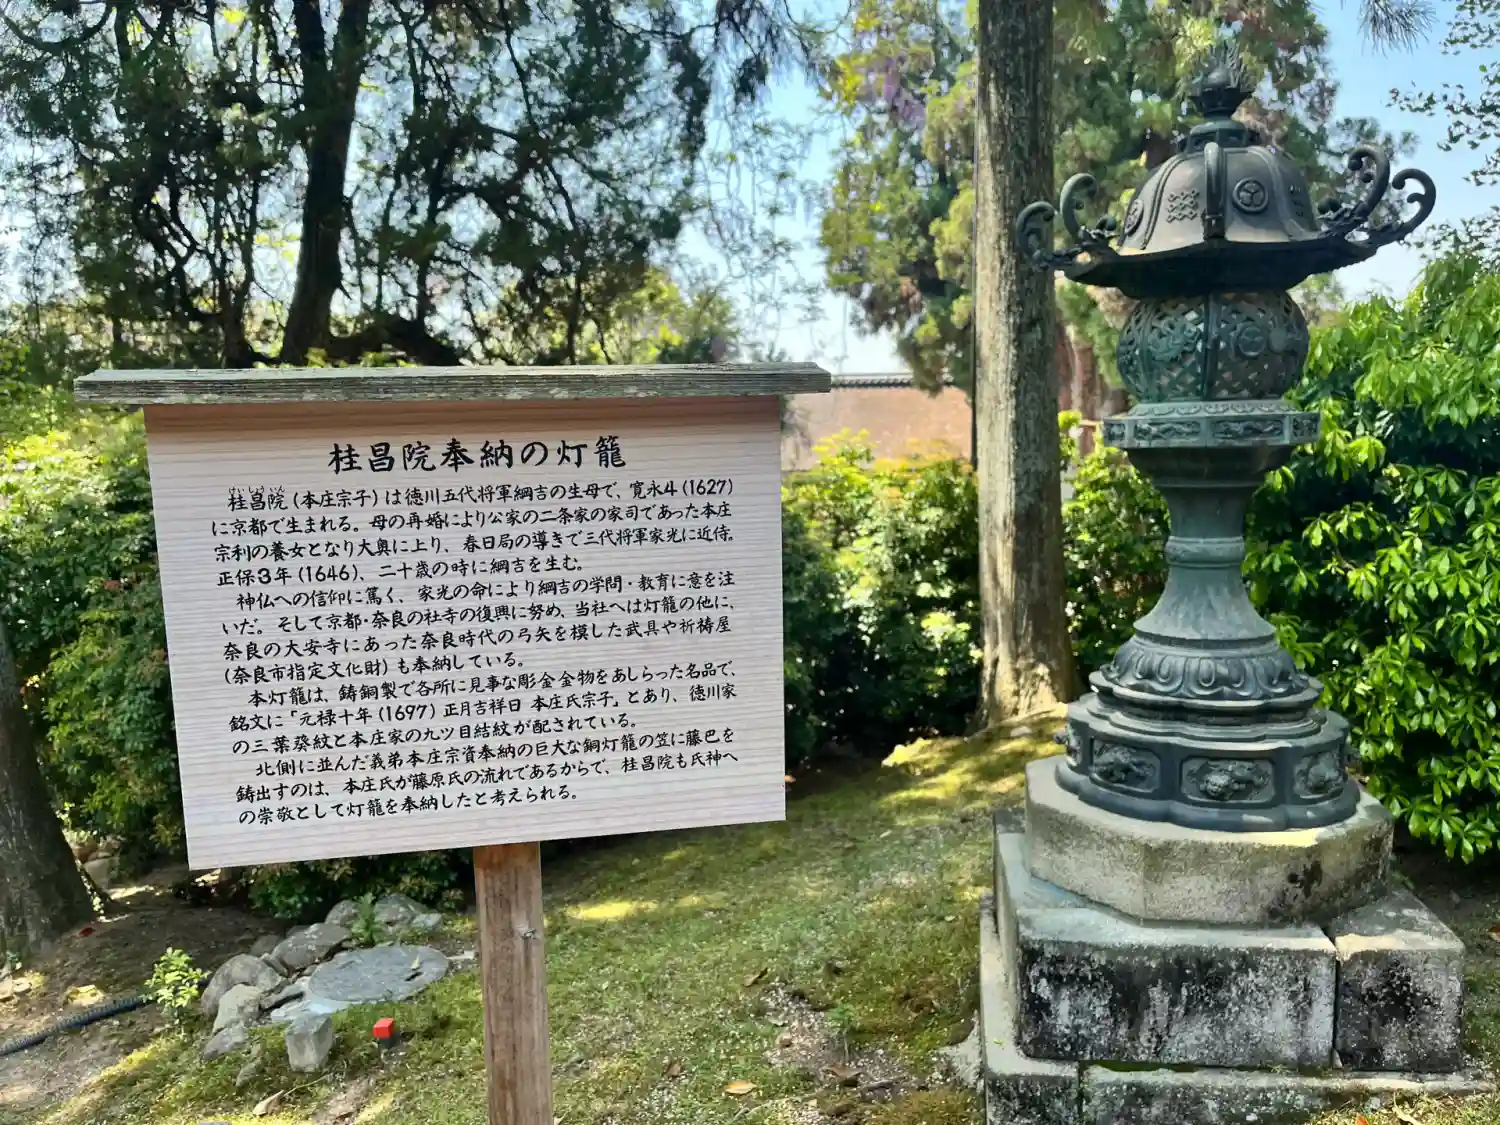 桂昌院奉納の灯籠
けいしょういん
桂昌院(本庄宗子)は徳川五代将軍綱吉の生母で、寛永4(1627)
に京都で生まれる。母の再婚により公家の二条家の家司であった本庄
宗利の養女となり大奥に上り、春日局の導きで三代将軍家光に近侍。
正保3年(1646)、二十歳の時に綱吉を生む。
神仏への信仰に篤く、家光の命により綱吉の学問・教育に意を注
いだ。そして京都・奈良の社寺の復興に努め、当社へは灯籠の他に、
奈良の大安寺にあった奈良時代の弓矢を模した武具や祈祷屋
(奈良市指定文化財)も奉納している。
本灯籠は、鋳銅製で各所に見事な彫金金物をあしらった名品で、
銘文に「元禄十年(1697)正月吉祥日 本庄氏宗子」とあり、徳川家
の三葉葵紋と本庄家の九ツ目結紋が配されている。
北側に並んだ義弟本庄宗資奉納の巨大な銅灯籠の笠に藤巴を
鋳出すのは、本庄氏が藤原氏の流れであるからで、桂昌院も氏神へ
の崇敬として灯籠を奉納したと考えられる。